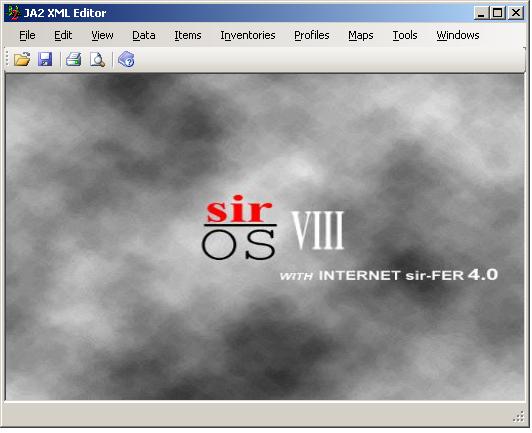 JA2 XML Editor
File Edit View Data Items Inventories Profiles Maps Tools Windows
sir
OS VIII
WITH INTERNET sir-FER 4.0